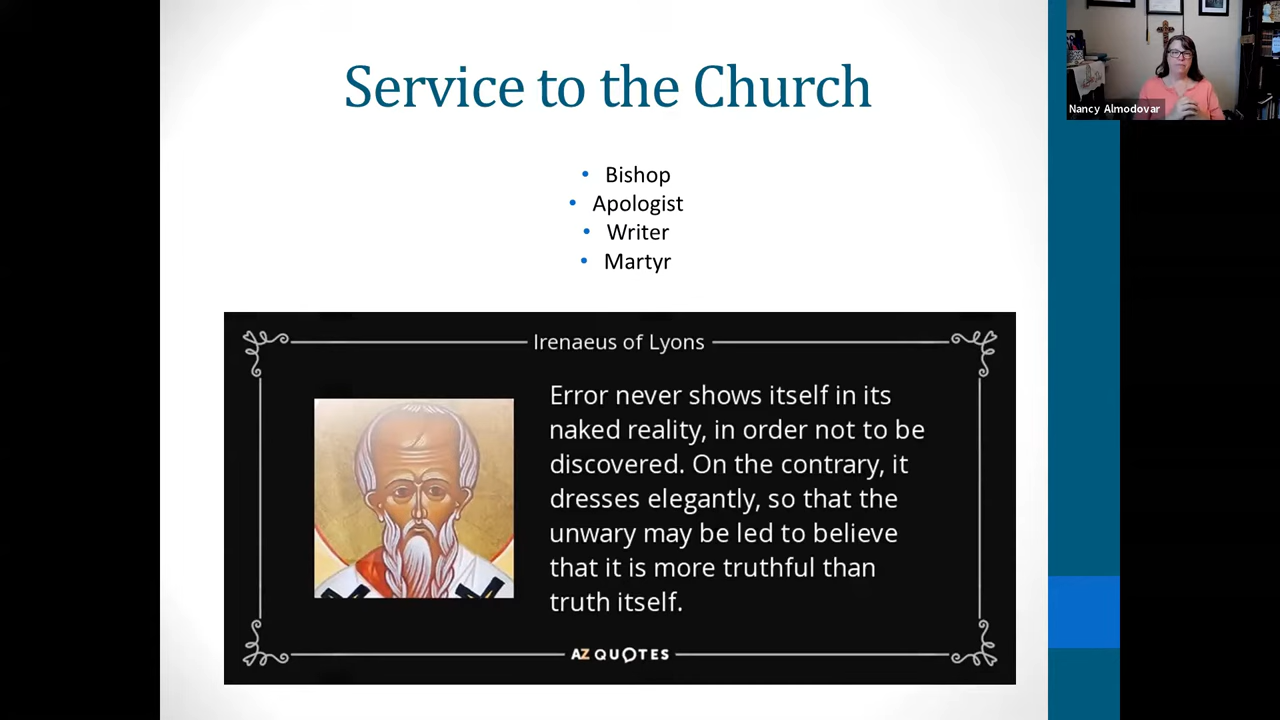 Service to the Church
• Bishop
• Apologist
• Writer
• Martyr
Irenaeus of Lyons
Error never shows itself in its
naked reality, in order not to be
discovered. On the contrary, it
dresses elegantly, so that the
unwary may be led to believe
that it is more truthful than
truth itself.
AZ QUOTES
Nancy Almodovar